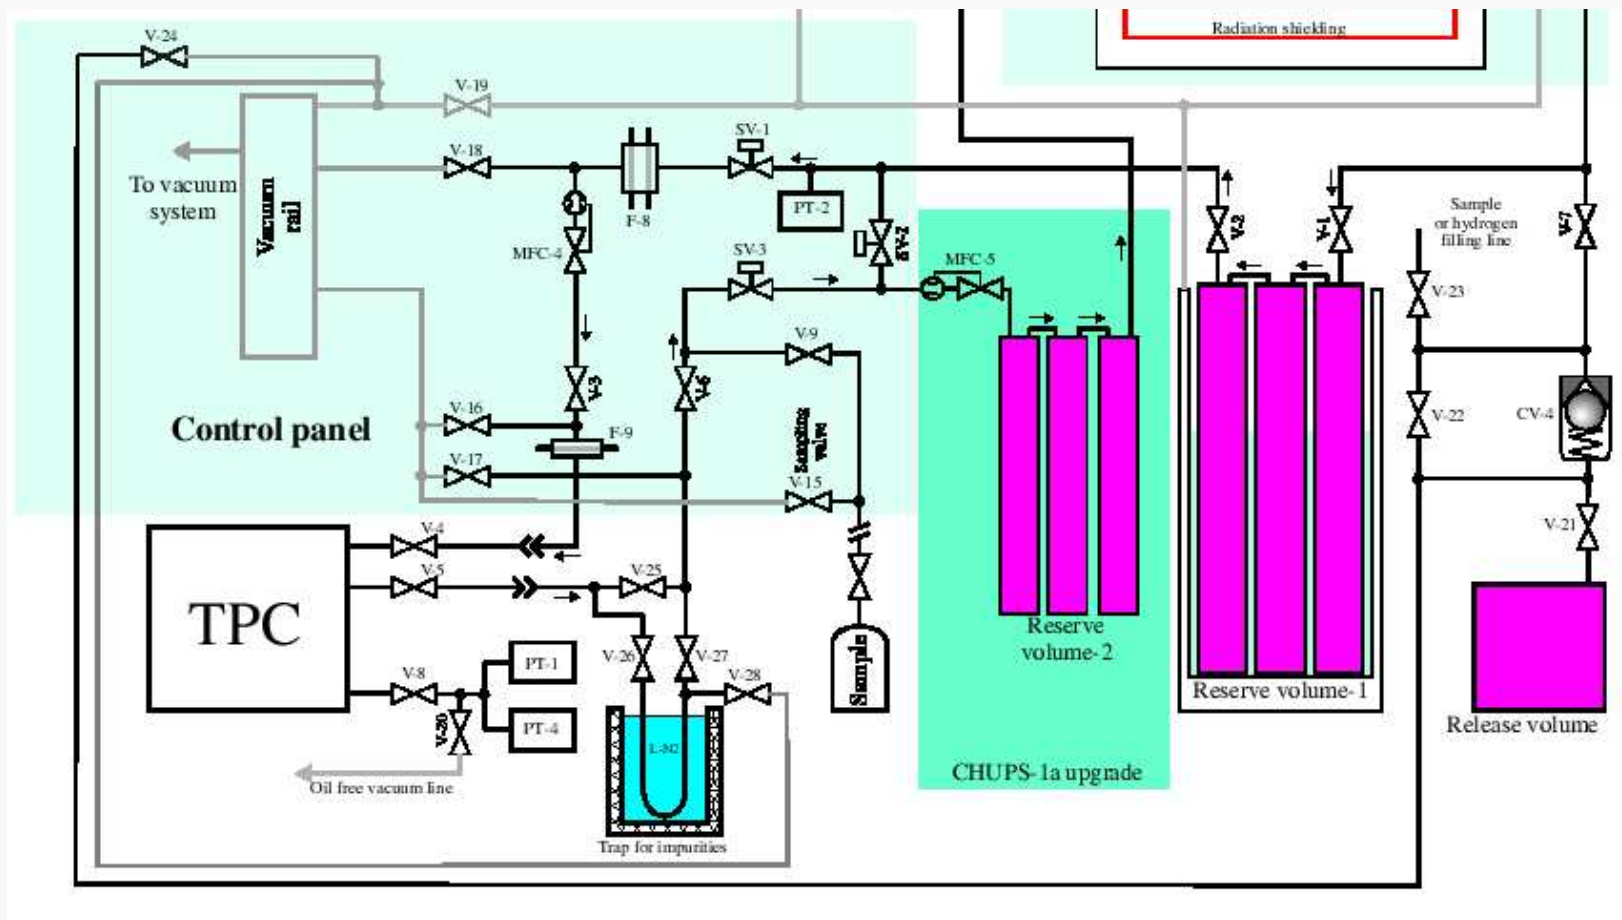 Radiation shielding
V-24
V-19
SV-1
V-18
To vacuum
system
Vacuum
rail
F-8
PT-2
V-2
V-1
Sample
or hydrogen
filling line
V-7
MFC-4
SV-3
SV-2
MFC-5
V-23
V-9
V-3
V-6
Control panel
V-16
F-9
Sampling
valve
V-22
CV-4
V-17
V-15
V-4
V-21
V-5
V-25
TPC
Reserve
volume-2
V-26
V-27
PT-1
V-8
V-28
Sample
Reserve volume-1
Release volume
V-20
PT-4
L-N2
CHUPS-1a upgrade
Oil free vacuum line
Trap for impurities